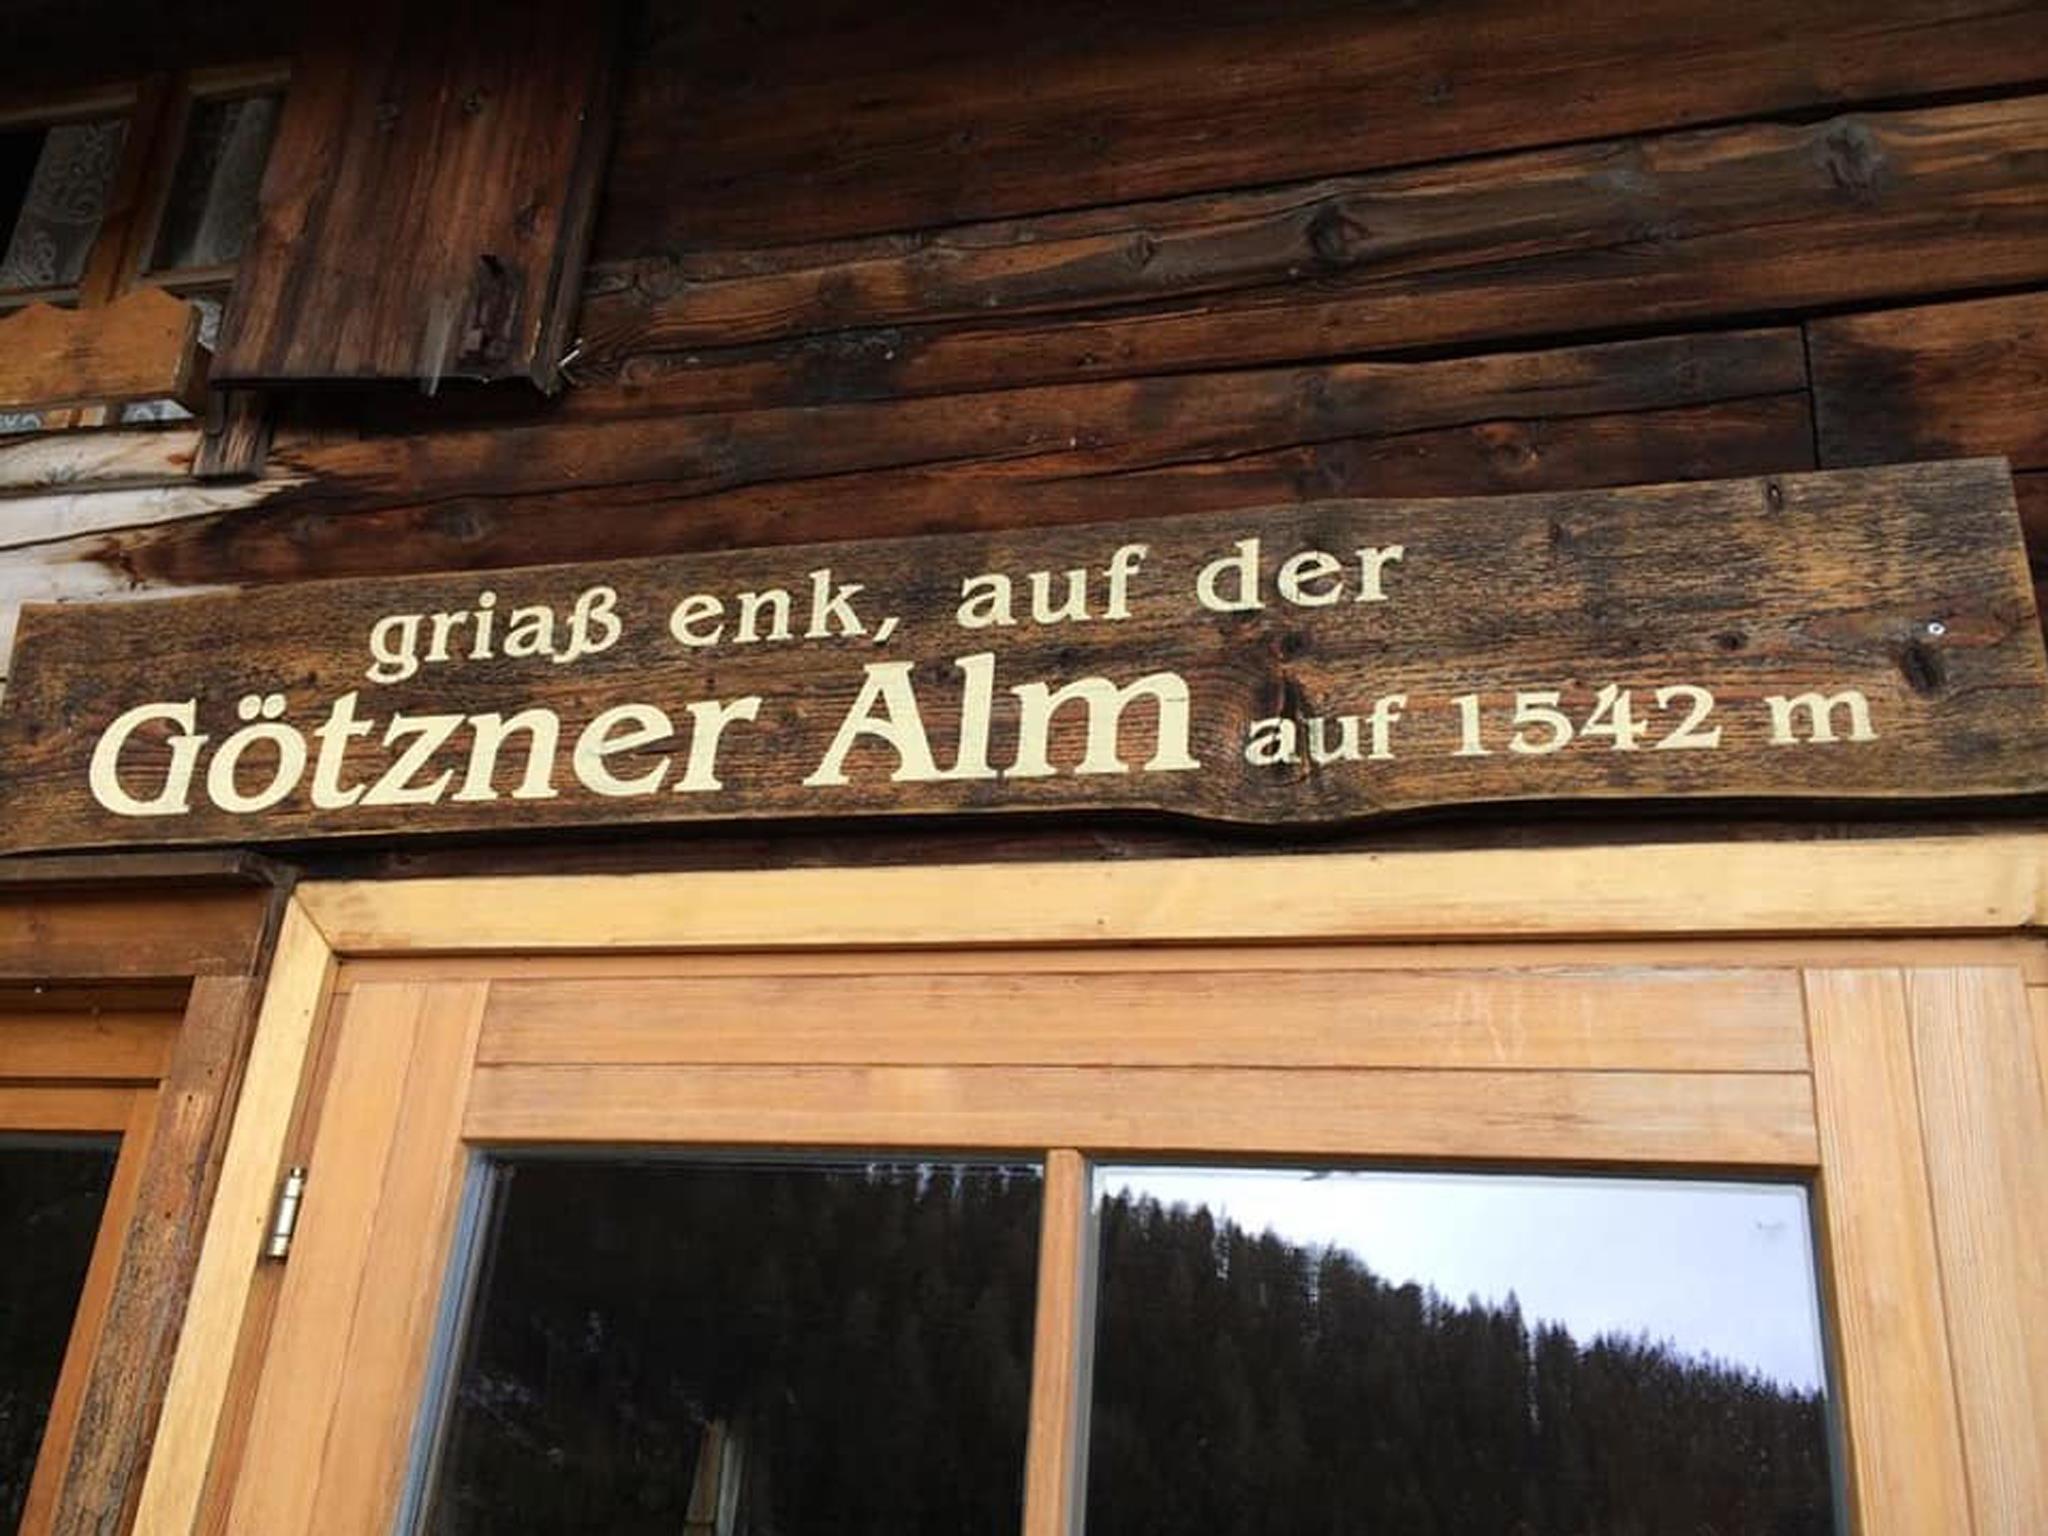 griaß enk, auf der
Götzner Alm auf 1542 m